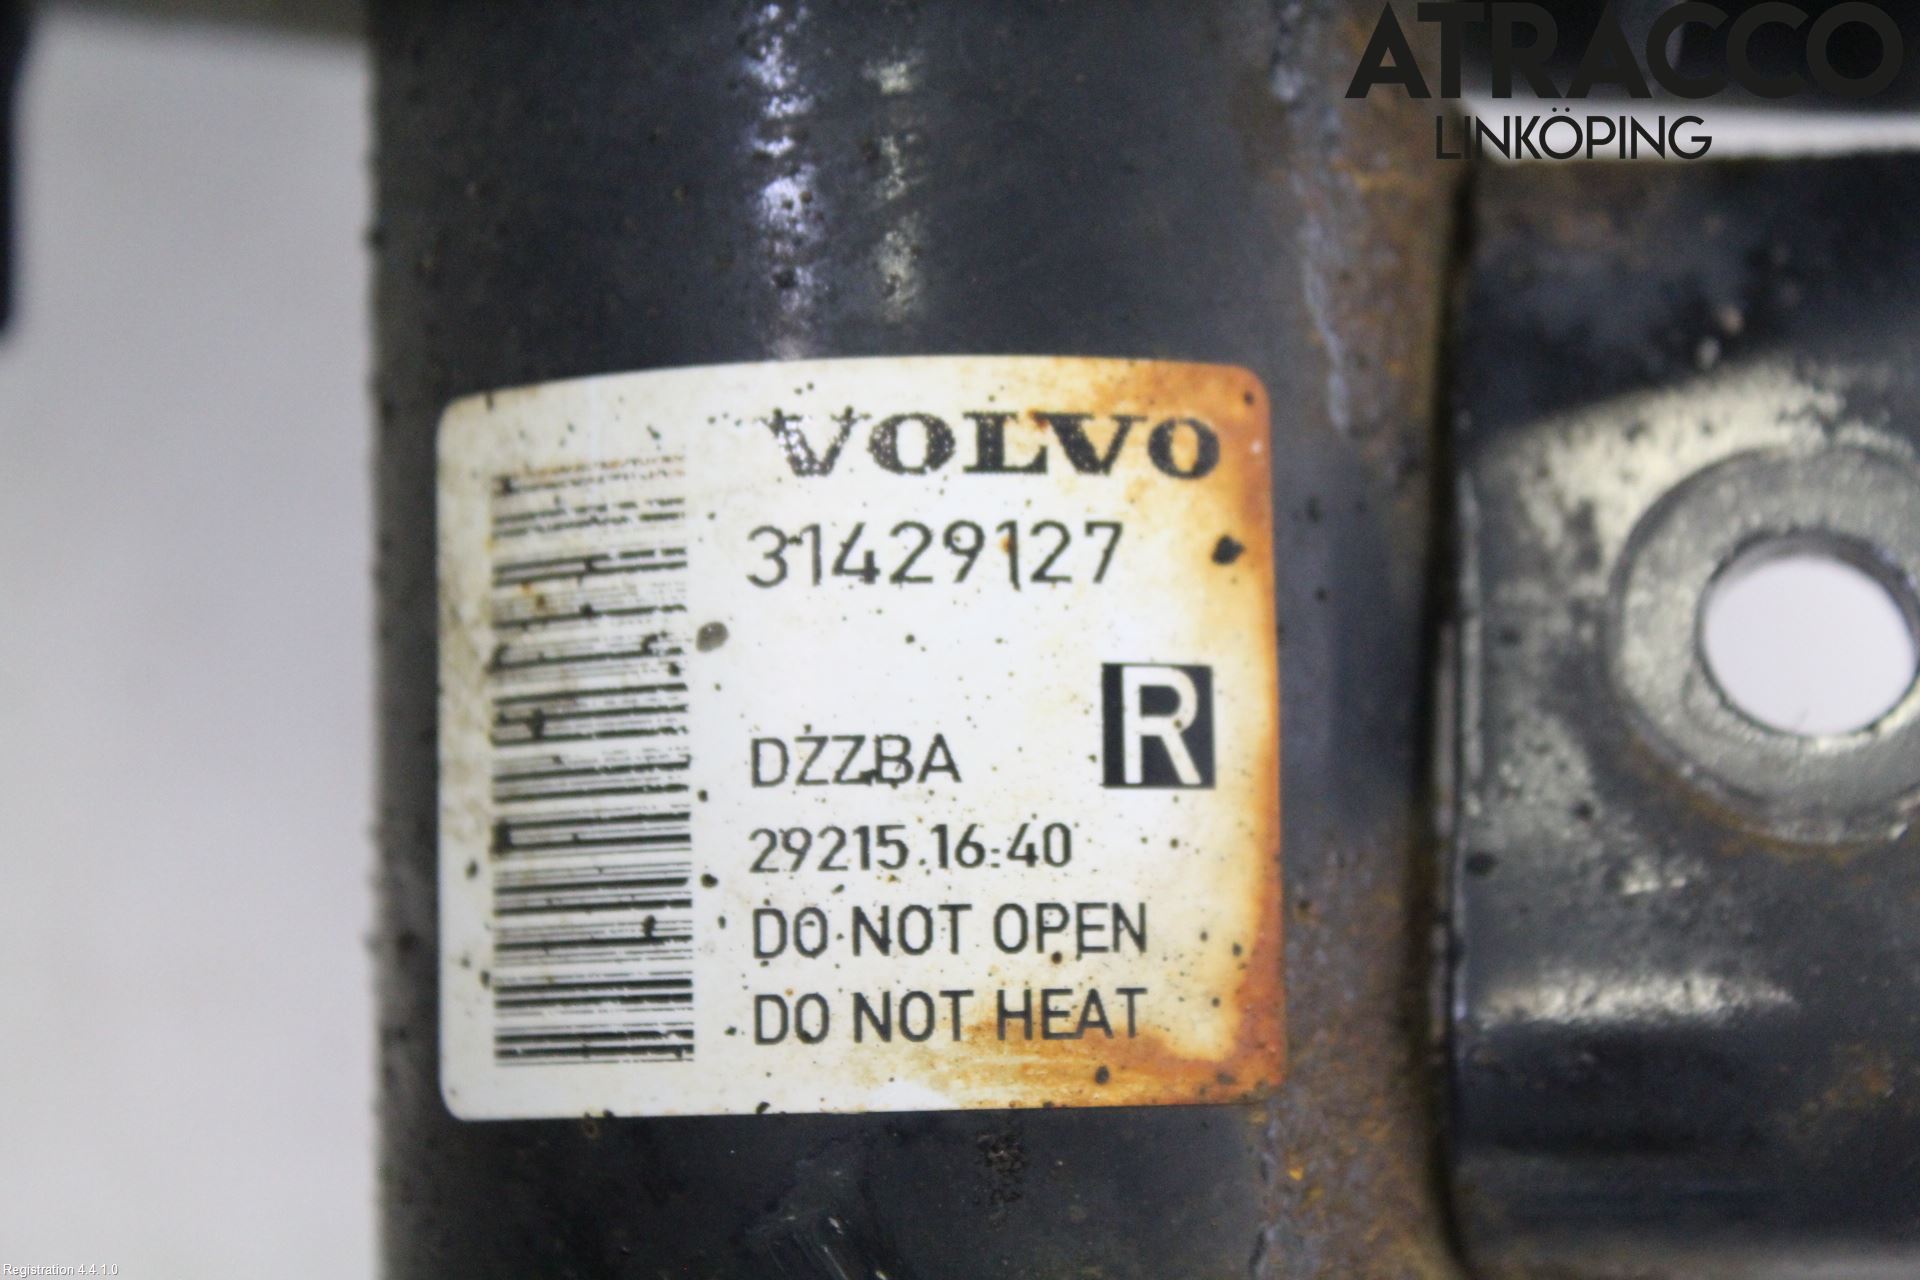 ATRACCO
LINKÖPING
VOLVO
31429127
R
DZZBA
29215.16:40
DO NOT OPEN
DO NOT HEAT
Registration 4.4.1.0